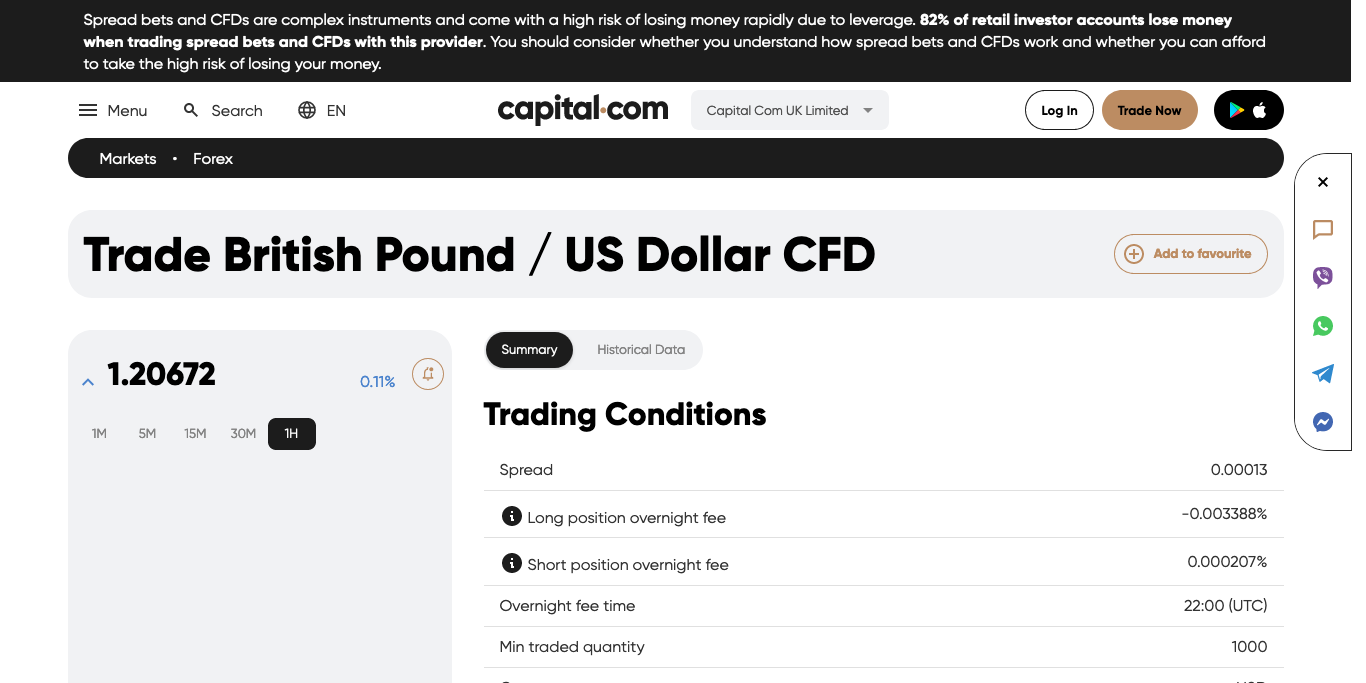 Spread bets and CFDs are complex instruments and come with a high risk of losing money rapidly due to leverage. 82% of retail investor accounts lose money
when trading spread bets and CFDs with this provider. You should consider whether you understand how spread bets and CFDs work and whether you can afford
to take the high risk of losing your money.
Menu Search EN capital.com Capital Com UK Limited Log In Trade Now
Markets • Forex
Trade British Pound / US Dollar CFD Add to favourite
1.20672 0.11%
1M 5M 15M 30M 1H
Summary Historical Data
Trading Conditions
Spread 0.00013
Long position overnight fee -0.003388%
Short position overnight fee 0.000207%
Overnight fee time 22:00 (UTC)
Min traded quantity 1000